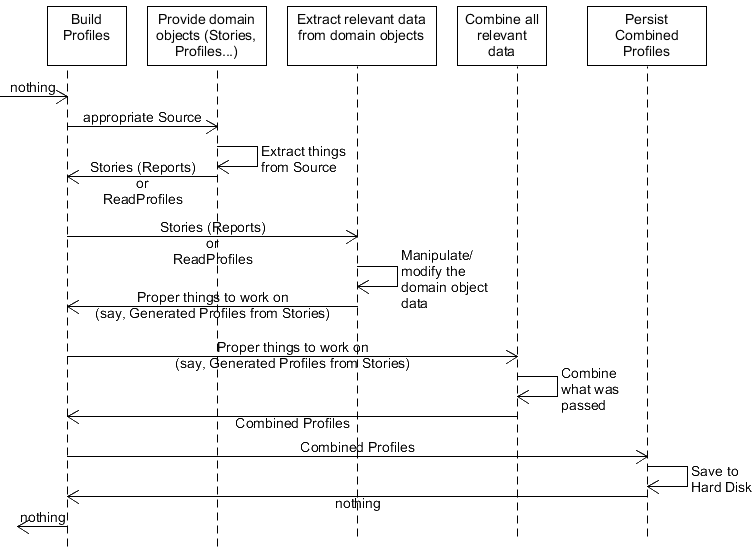 Build
Profiles
Provide domain
objects (Stories,
Profiles...)
Extract relevant data
from domain objects
Combine all
relevant
data
Persist
Combined
Profiles
nothing
appropriate Source
Extract things
from Source
Stories (Reports)
or
ReadProfiles
Stories (Reports)
or
ReadProfiles
Manipulate/
modify the
domain object
data
Proper things to work on
(say, Generated Profiles from Stories)
Proper things to work on
(say, Generated Profiles from Stories)
Combine
what was
passed
Combined Profiles
Combined Profiles
Save to
Hard Disk
nothing
nothing